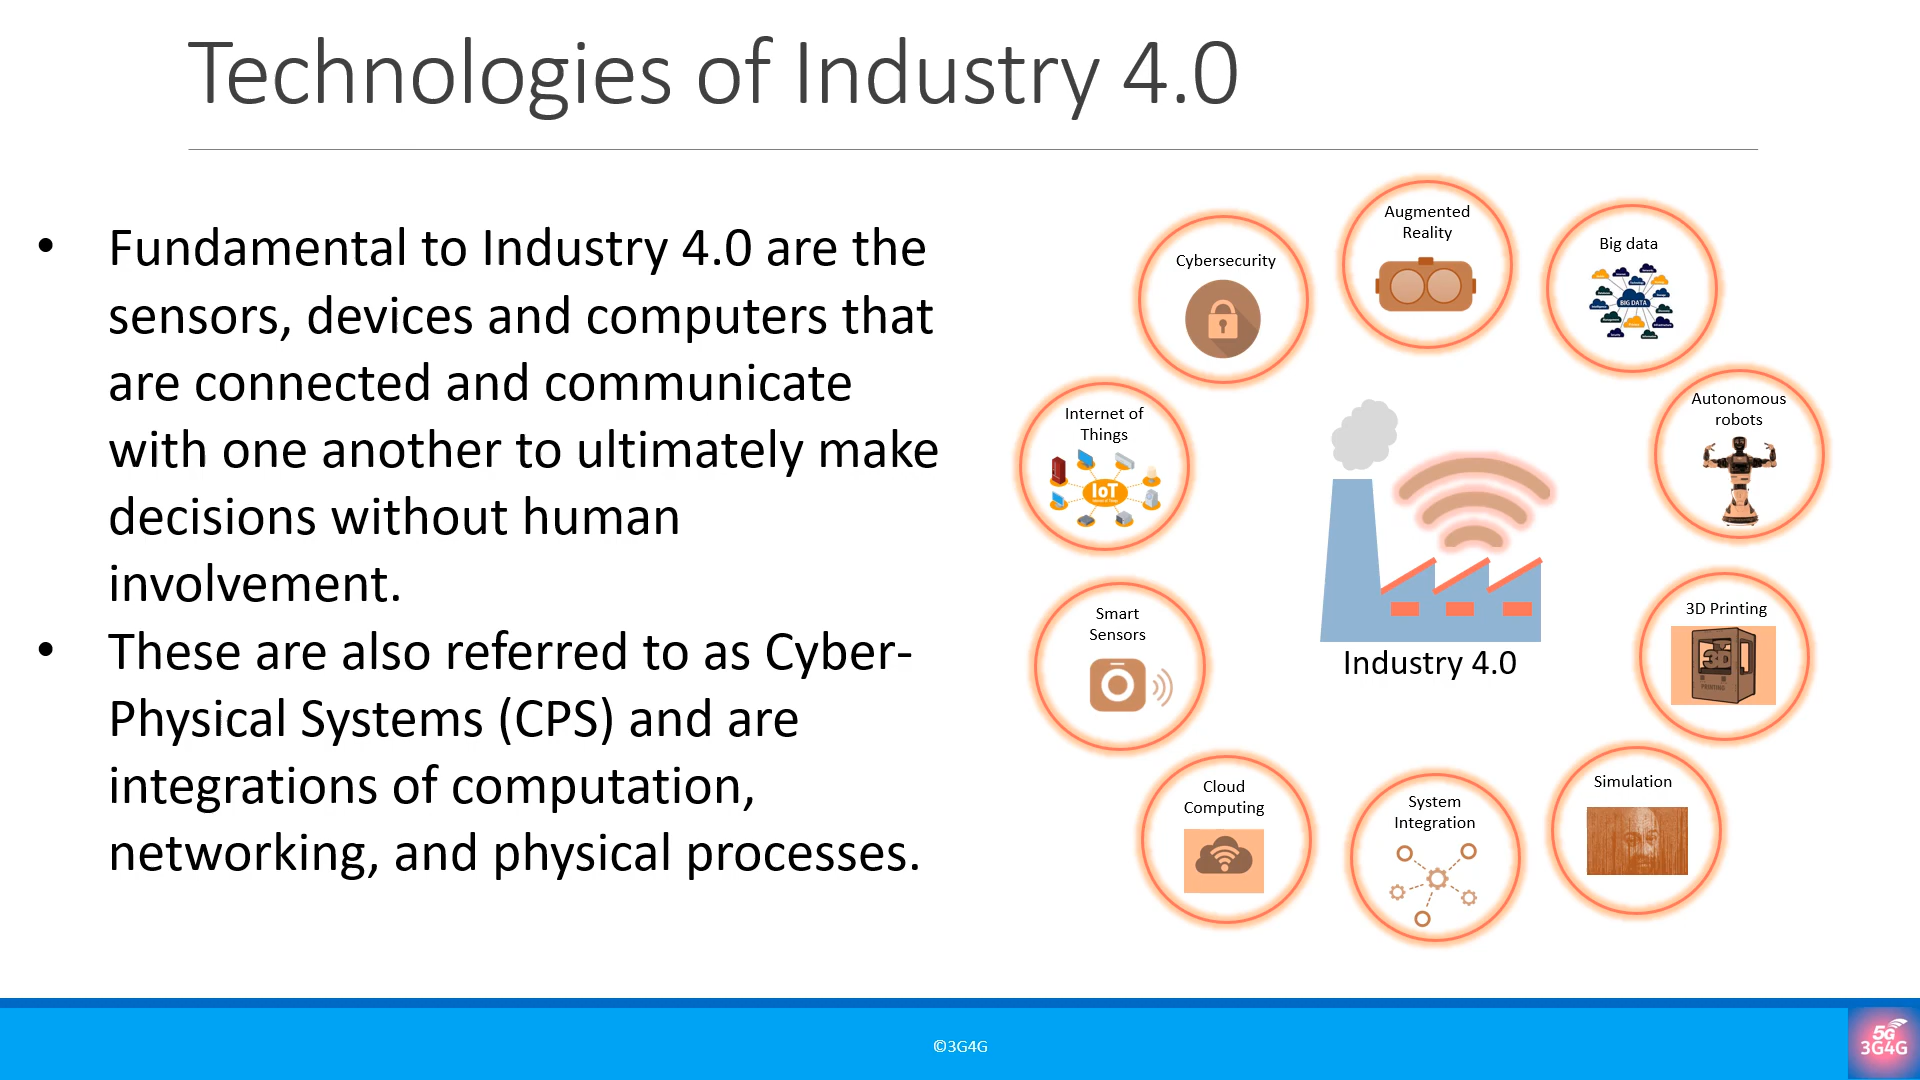 Technologies of Industry 4.0
• Fundamental to Industry 4.0 are the
sensors, devices and computers that
are connected and communicate
with one another to ultimately make
decisions without human
involvement.
• These are also referred to as Cyber-
Physical Systems (CPS) and are
integrations of computation,
networking, and physical processes.
Augmented
Reality
Big data
BIG DATA
Autonomous
robots
3D Printing
3D
PRINTING
Simulation
System
Integration
Cloud
Computing
Smart
Sensors
Internet of
Things
IoT
Cybersecurity
Industry 4.0
©3G4G
5G
3G4G